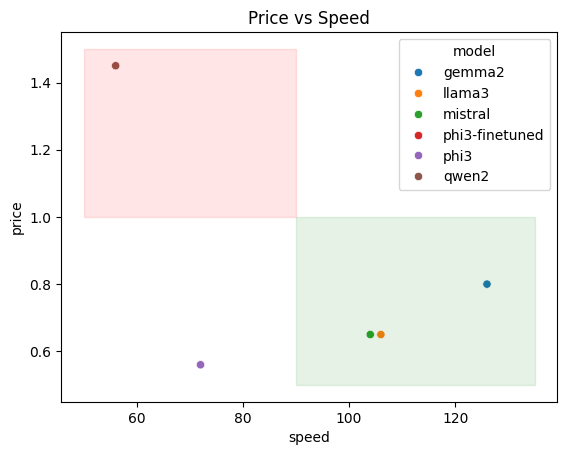 Price vs Speed
model
gemma2
llama3
mistral
phi3-finetuned
phi3
qwen2
1.4
1.2
1.0
0.8
0.6
price
60
80
100
120
speed